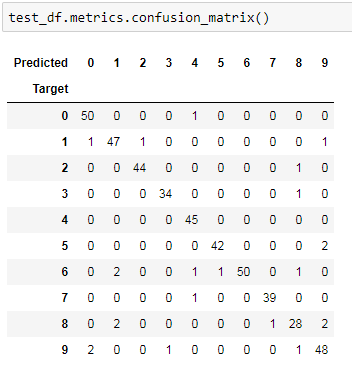 test_df.metrics.confusion_matrix()
Predicted 0 1 2 3 4 5 6 7 8 9
Target
0 50 0 0 0 1 0 0 0 0 0
1 1 47 1 0 0 0 0 0 0 1
2 0 0 44 0 0 0 0 0 1 0
3 0 0 0 34 0 0 0 0 1 0
4 0 0 0 0 45 0 0 0 0 0
5 0 0 0 0 0 42 0 0 0 2
6 0 2 0 0 1 1 50 0 1 0
7 0 0 0 0 1 0 0 39 0 0
8 0 2 0 0 0 0 0 1 28 2
9 2 0 0 1 0 0 0 0 1 48